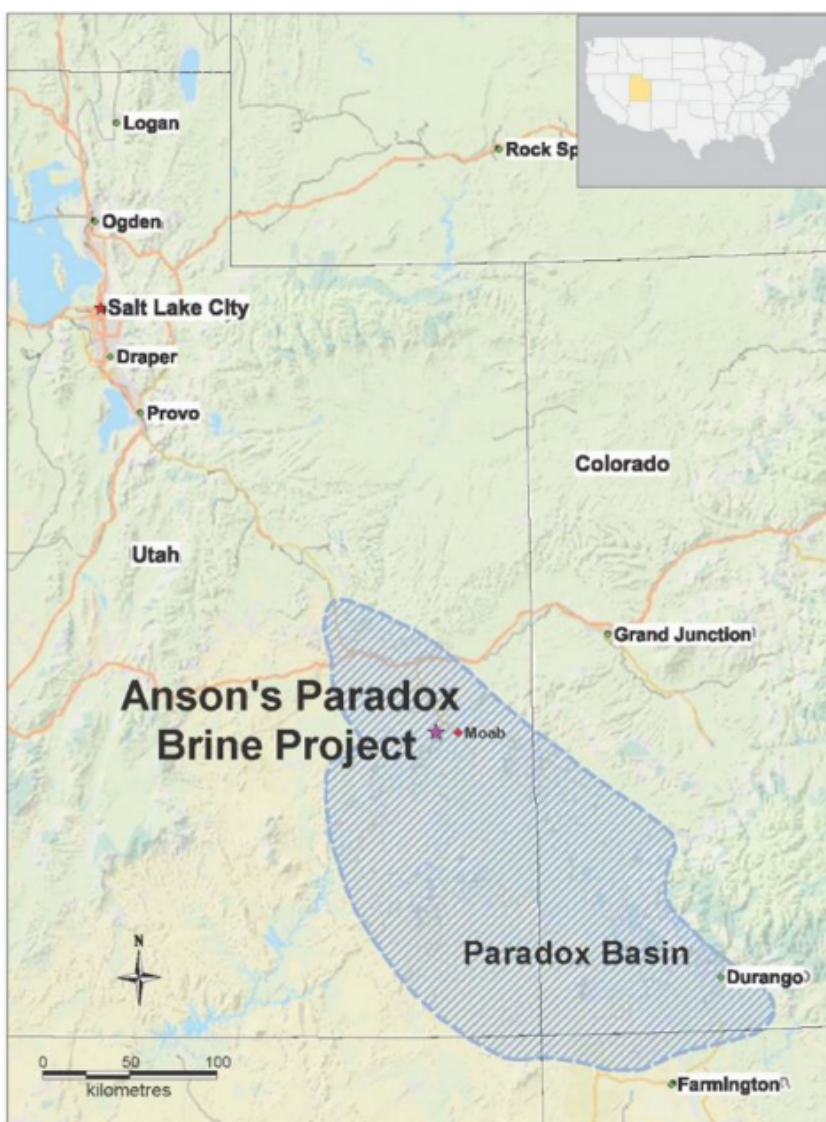 Logan
Rock Sp
Ogden
Salt Lake City
Draper
Provo
Colorado
Utah
Grand Junction
Anson's Paradox
Brine Project
Moab
Paradox Basin
N
Durango
0 50 100
kilometres
Farmington